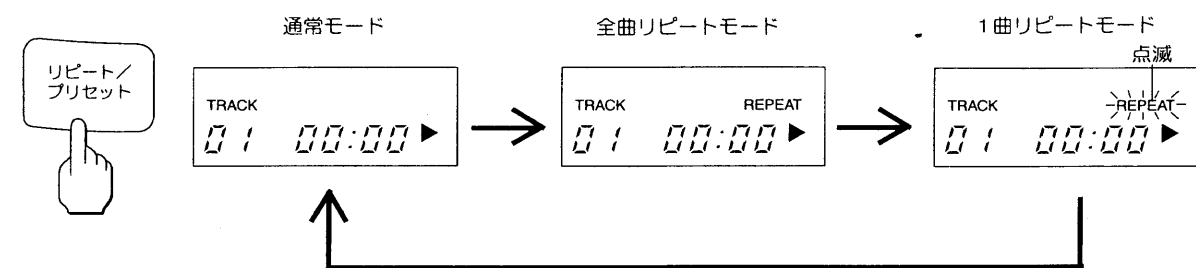 通常モード
全曲リピートモード
1曲リピートモード
点滅
リピート／
プリセット
TRACK
01 00:00
TRACK REPEAT
01 00:00
TRACK REPEAT
01 00:00